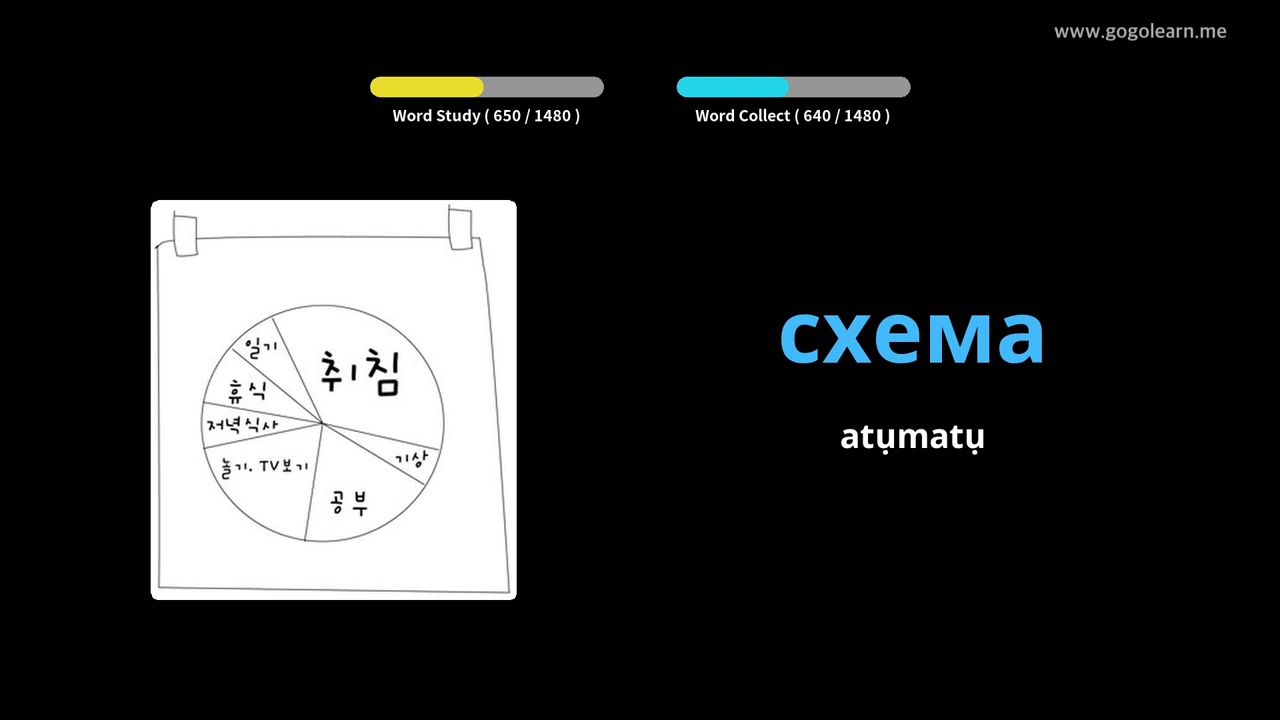 www.gogolearn.me
Word Study ( 650 / 1480 )
Word Collect ( 640 / 1480 )
일기
취침
휴식
저녁식사
놀기. TV보기
기상
공부
схема
atụmatụ